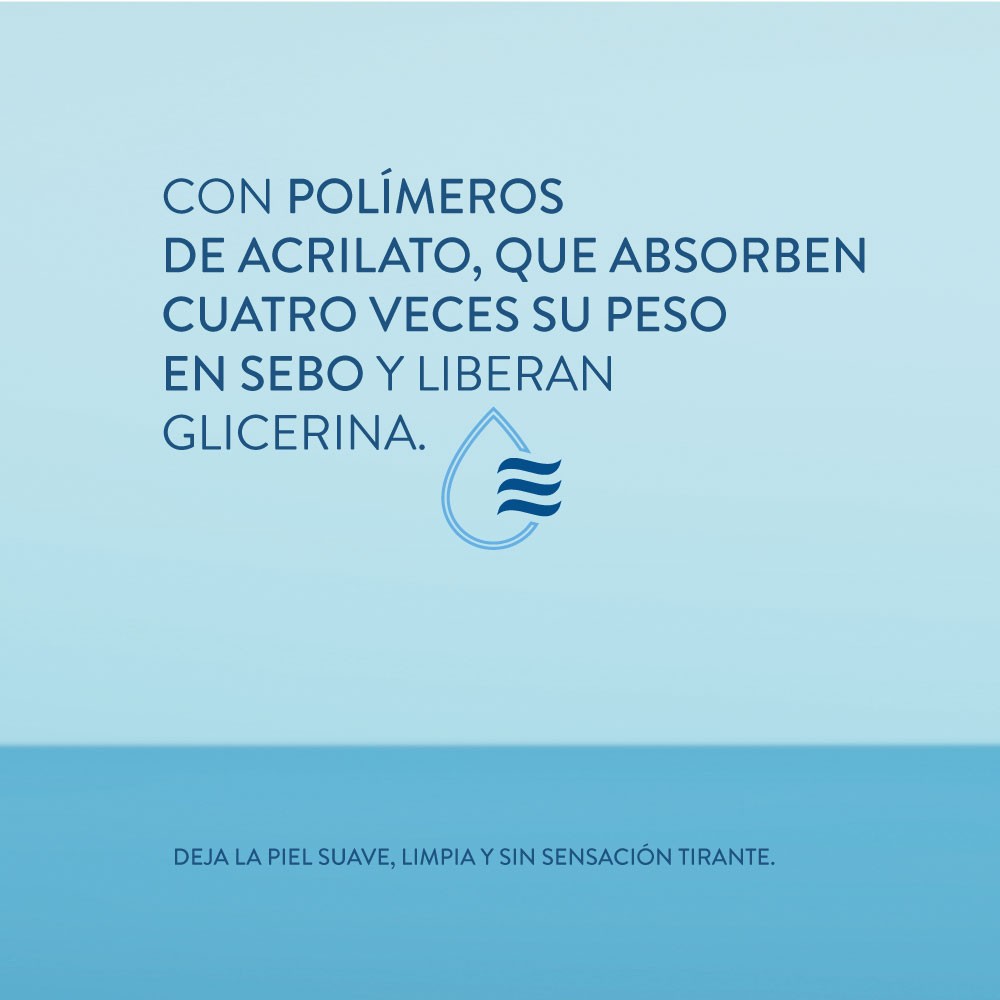 CON POLÍMEROS
DE ACRILATO, QUE ABSORBEN
CUATRO VECES SU PESO
EN SEBO Y LIBERAN
GLICERINA.
DEJA LA PIEL SUAVE, LIMPIA Y SIN SENSACIÓN TIRANTE.